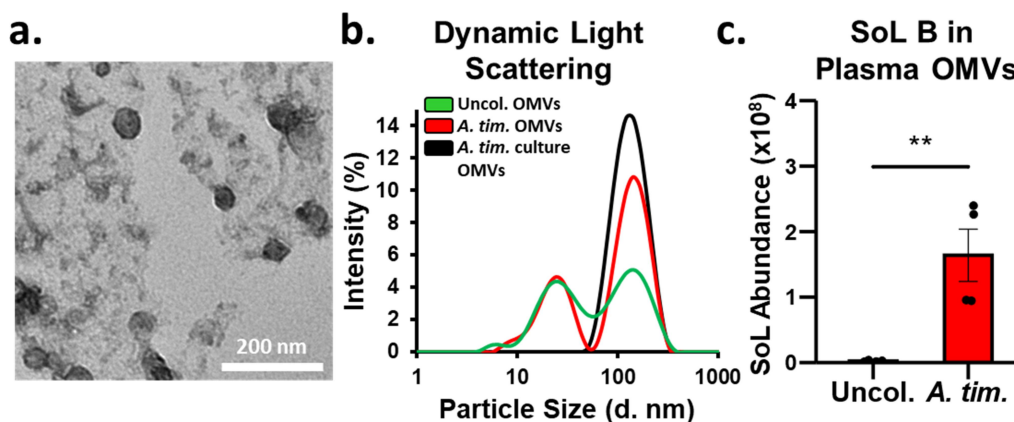 a.
200 nm
b.
Dynamic Light
Scattering
Uncol. OMVs
A. tim. OMVs
A. tim. culture
OMVs
Intensity (%)
14
12
10
8
6
4
2
0
1
10
100
1000
Particle Size (d. nm)
c.
SoL B in
Plasma OMVs
SoL Abundance (x10⁸)
4
3
2
1
0
**
Uncol. A. tim.